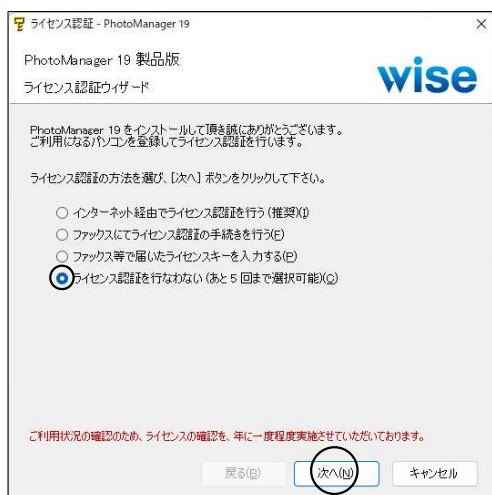 ライセンス認証 - PhotoManager 19
PhotoManager 19 製品版
ライセンス認証ウィザード
wise
PhotoManager 19 をインストールして頂き誠にありがとうございます。
ご利用になるパソコンを登録してライセンス認証を行います。
ライセンス認証の方法を選び、[次へ] ボタンをクリックして下さい。
インターネット経由でライセンス認証を行う (推奨)(I)
ファックスにてライセンス認証の手続きを行う(F)
ファックス等で届いたライセンスキーを入力する(P)
ライセンス認証を行なわない (あと 5 回まで選択可能)(C)
ご利用状況の確認のため、ライセンスの確認を、年に一度程度実施させていただいております。
戻る(B) 次へ(N) キャンセル